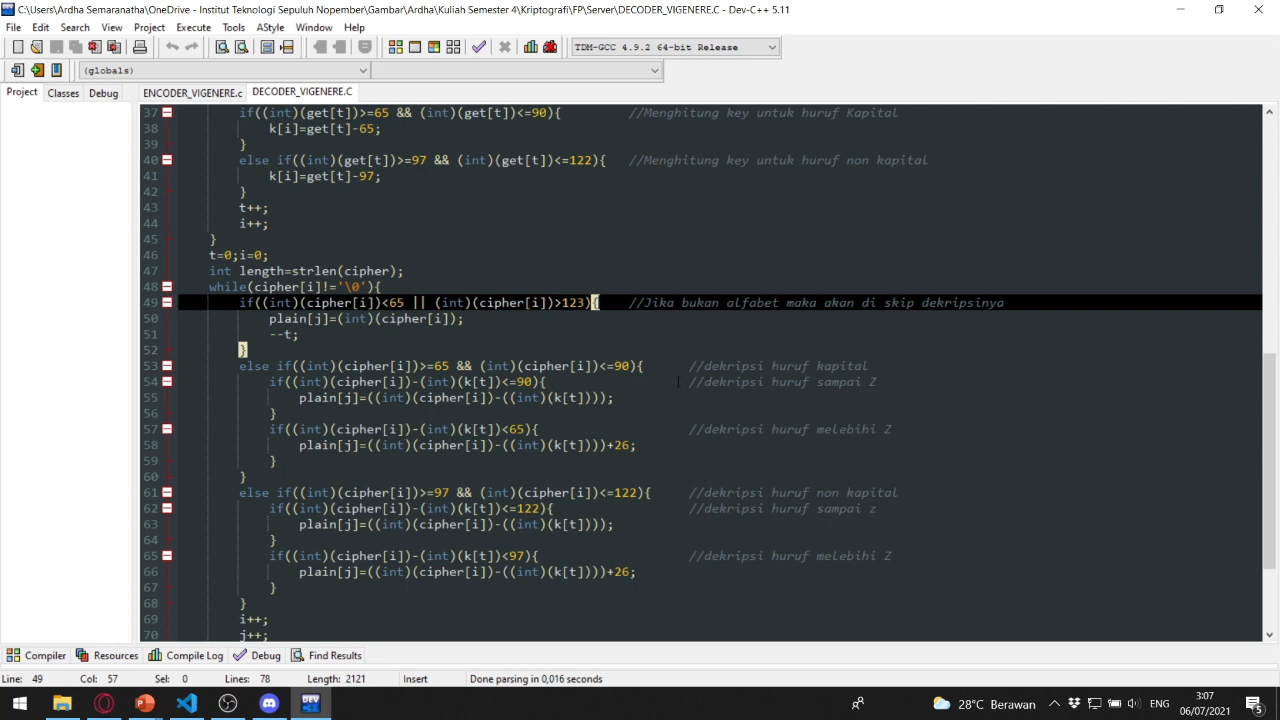 C:\Users\Ardha Semaranatha\OneDrive - Institut Teknologi Sepuluh Nopember\Gambar\Ardha\Kuliah Semester 4\Kriptografi\FP\Server\DECODER_VIGENERE.C - Dev-C++ 5.11
File Edit Search View Project Execute Tools AStyle Window Help
TDM-GCC 4.9.2 64-bit Release
(globals)
Project Classes Debug ENCODER_VIGENERE.c DECODER_VIGENERE.C
37 if((int)(get[t])>=65 && (int)(get[t])<=90){ //Menghitung key untuk huruf Kapital
38 k[i]=get[t]-65;
39 }
40 else if((int)(get[t])>=97 && (int)(get[t])<=122){ //Menghitung key untuk huruf non kapital
41 k[i]=get[t]-97;
42 }
43 t++;
44 i++;
45 }
46 t=0;i=0;
47 int length=strlen(cipher);
48 while(cipher[i]!='\0'){
49 if((int)(cipher[i])<65 || (int)(cipher[i])>123){ //Jika bukan alfabet maka akan di skip dekripsinya
50 plain[j]=(int)(cipher[i]);
51 --t;
52 }
53 else if((int)(cipher[i])>=65 && (int)(cipher[i])<=90){ //dekripsi huruf kapital
54 if((int)(cipher[i])-(int)(k[t])<=90){ //dekripsi huruf sampai Z
55 plain[j]=((int)(cipher[i])-((int)(k[t])));
56 }
57 if((int)(cipher[i])-(int)(k[t])<65){ //dekripsi huruf melebihi Z
58 plain[j]=((int)(cipher[i])-((int)(k[t])))+26;
59 }
60 }
61 else if((int)(cipher[i])>=97 && (int)(cipher[i])<=122){ //dekripsi huruf non kapital
62 if((int)(cipher[i])-(int)(k[t])<=122){ //dekripsi huruf sampai z
63 plain[j]=((int)(cipher[i])-((int)(k[t])));
64 }
65 if((int)(cipher[i])-(int)(k[t])<97){ //dekripsi huruf melebihi Z
66 plain[j]=((int)(cipher[i])-((int)(k[t])))+26;
67 }
68 }
69 i++;
70 j++;
Compiler Resources Compile Log Debug Find Results
Line: 49 Col: 57 Sel: 0 Lines: 78 Length: 2121 Insert Done parsing in 0,016 seconds
28°C Berawan ENG 3:07
06/07/2021 5